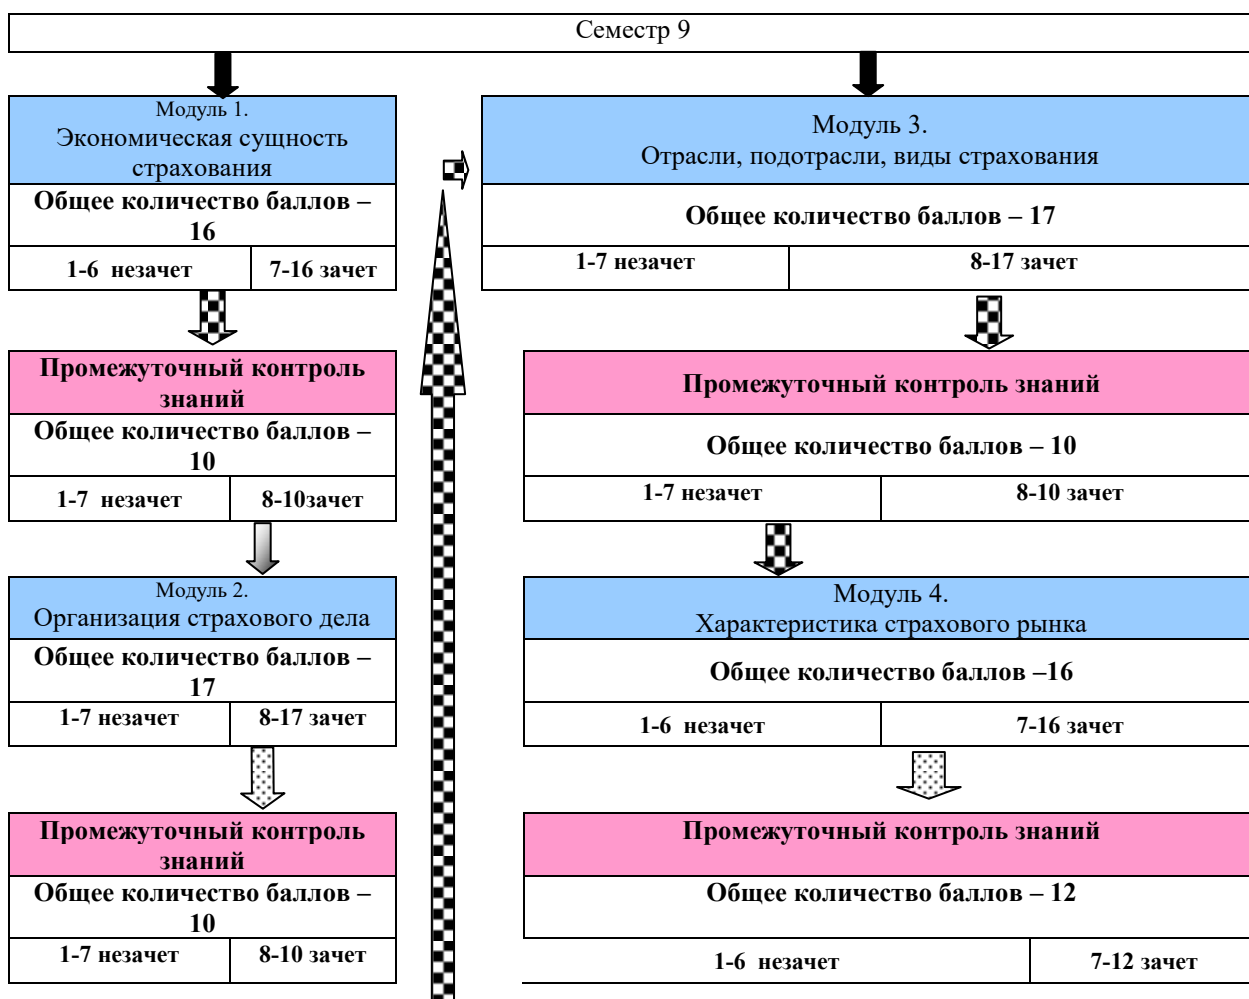 Семестр 9
Модуль 1.
Экономическая сущность
страхования
Общее количество баллов –
16
1-6 незачет
7-16 зачет
Промежуточный контроль
знаний
Общее количество баллов –
10
1-7 незачет
8-10зачет
Модуль 2.
Организация страхового дела
Общее количество баллов –
17
1-7 незачет
8-17 зачет
Промежуточный контроль
знаний
Общее количество баллов –
10
1-7 незачет
8-10 зачет
Модуль 3.
Отрасли, подотрасли, виды страхования
Общее количество баллов – 17
1-7 незачет
8-17 зачет
Промежуточный контроль знаний
Общее количество баллов – 10
1-7 незачет
8-10 зачет
Модуль 4.
Характеристика страхового рынка
Общее количество баллов –16
1-6 незачет
7-16 зачет
Промежуточный контроль знаний
Общее количество баллов – 12
1-6 незачет
7-12 зачет